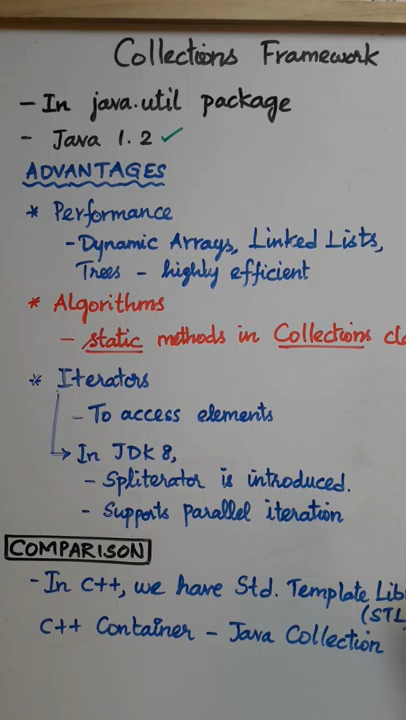 Collections Framework
- In java.util package
- Java 1.2 ✓
ADVANTAGES
* Performance
- Dynamic Arrays, Linked Lists,
Trees - highly efficient
* Algorithms
- static methods in Collections cla
* Iterators
- To access elements
→ In JDK 8,
- Spliterator is introduced.
- Supports parallel iteration
COMPARISON
- In C++, we have Std. Template Lib
(STL
C++ Container - Java Collection